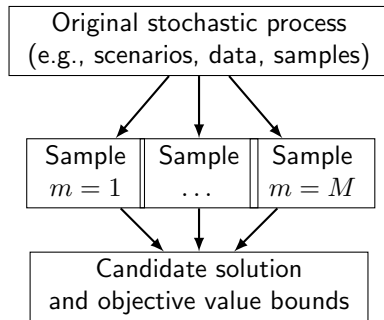 Original stochastic process
(e.g., scenarios, data, samples)
Sample Sample Sample
m = 1 ... m = M
Candidate solution
and objective value bounds